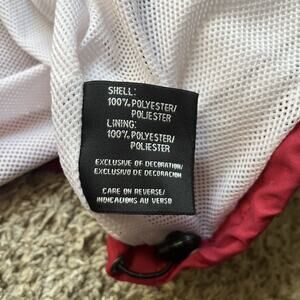 SHELL:
100% POLYESTER/
POLIESTER
LINING:
100% POLYESTER/
POLIESTER
EXCLUSIVE OF DECORATION/
EXCLUSIVO DE DECORACION
CARE ON REVERSE/
INDICACIONS AU VERSO